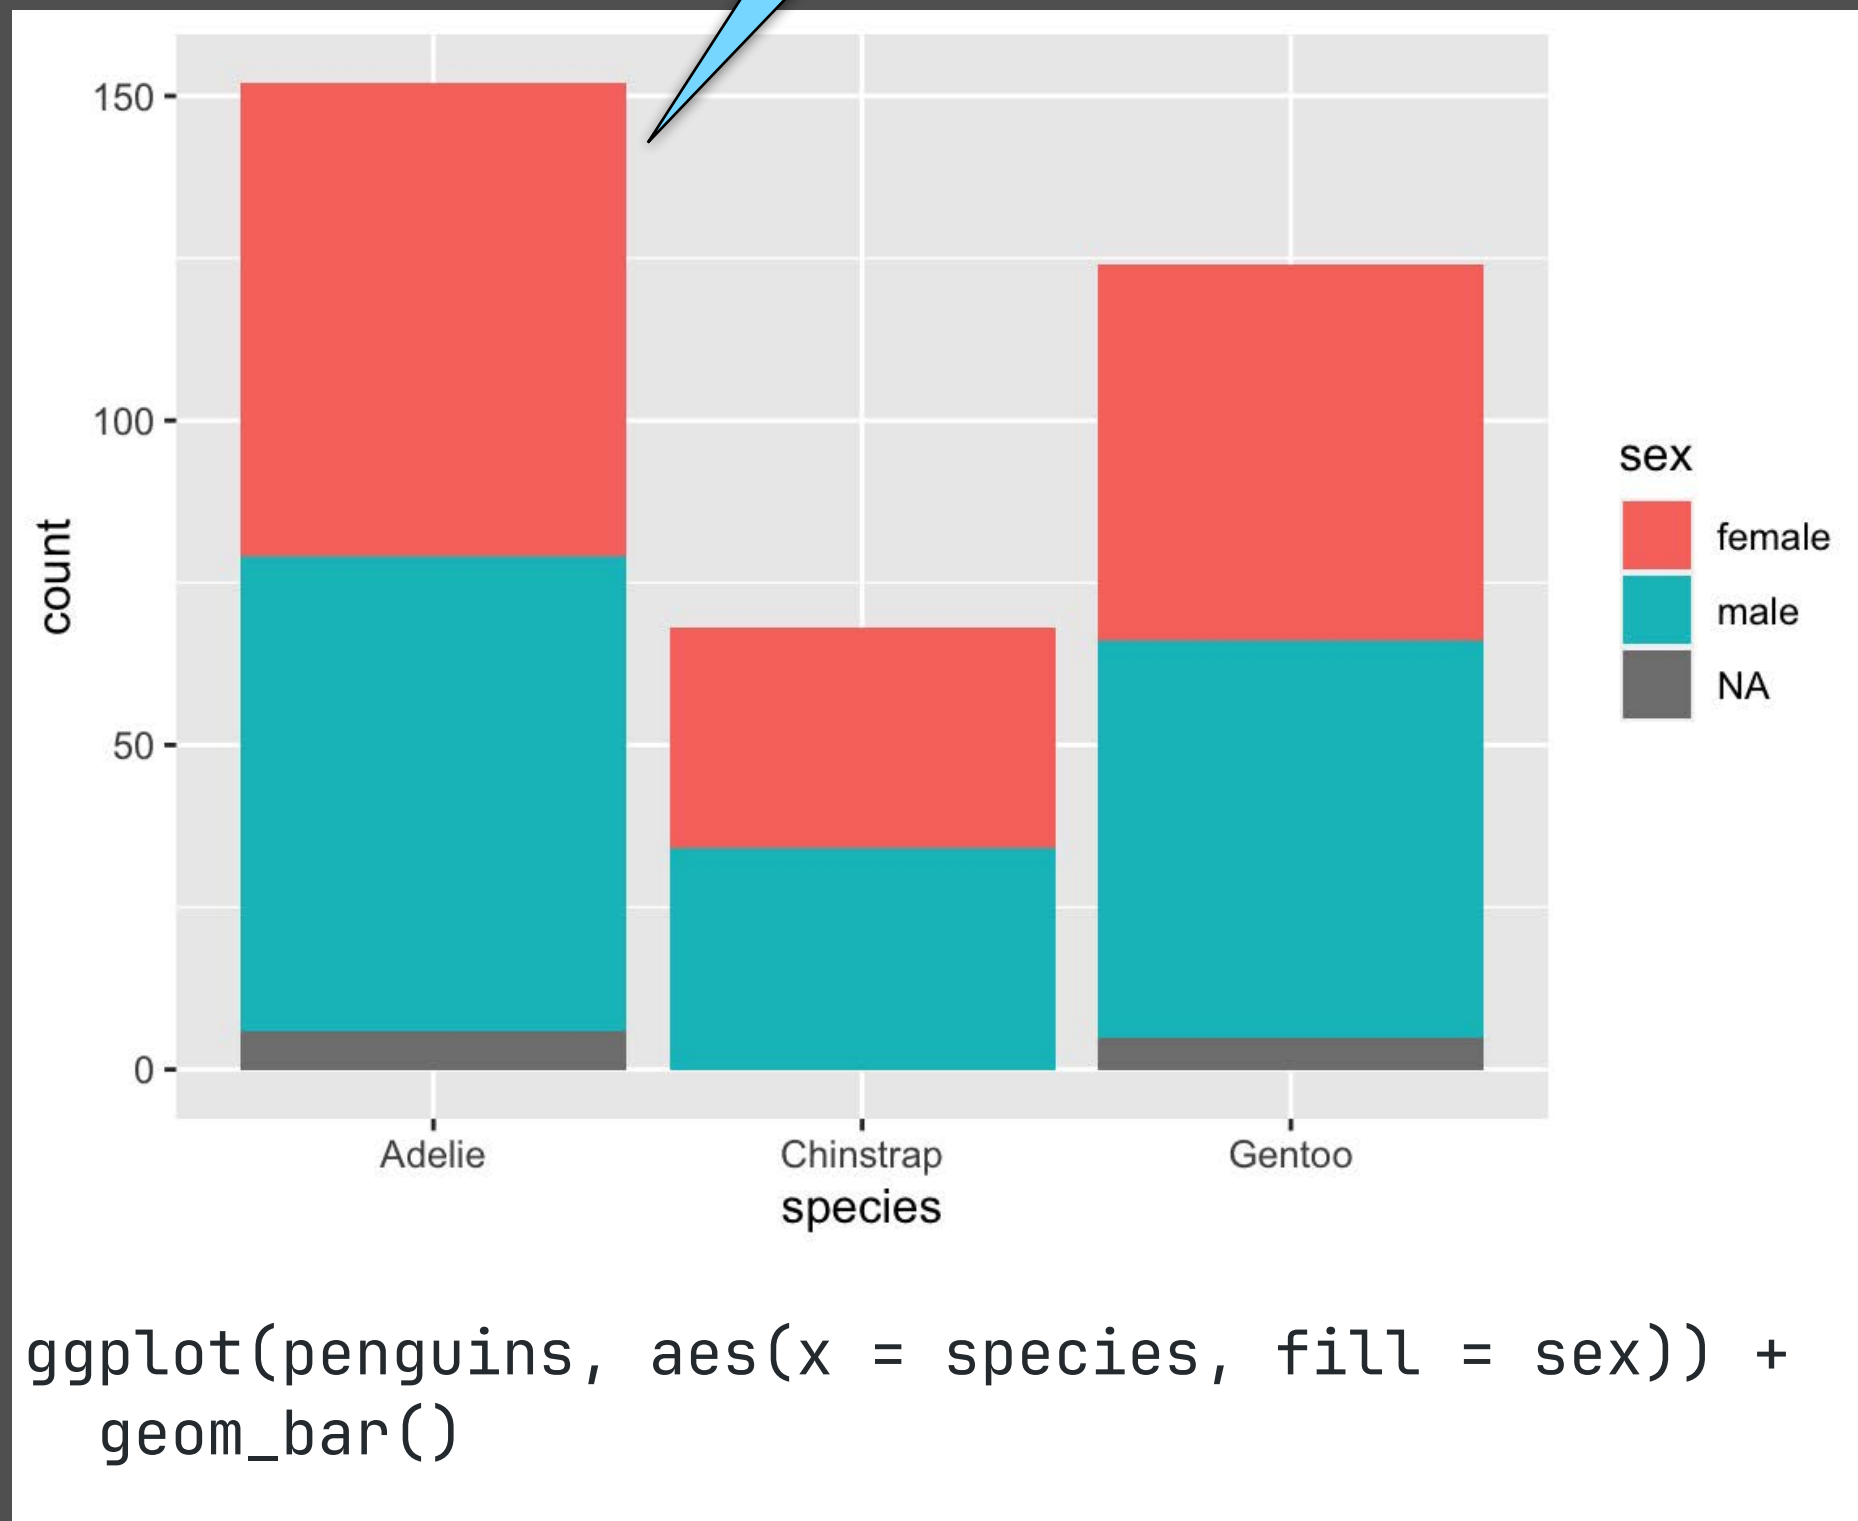 150
100
50
0
count
Adelie
Chinstrap
Gentoo
species
sex
female
male
NA
ggplot(penguins, aes(x = species, fill = sex)) +
  geom_bar()